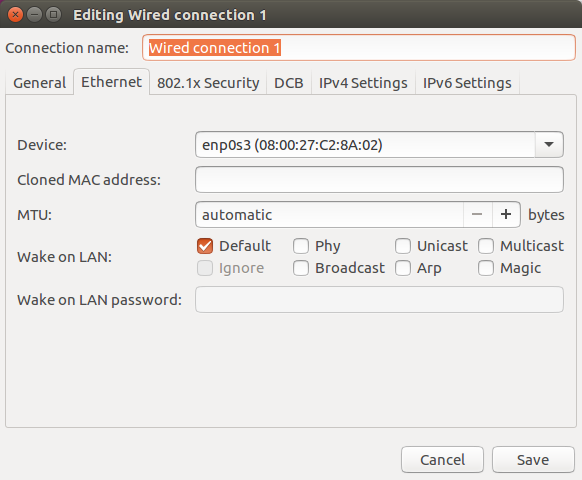 Editing Wired connection 1
Connection name: Wired connection 1
General Ethernet 802.1x Security DCB IPv4 Settings IPv6 Settings
Device: enp0s3 (08:00:27:C2:8A:02)
Cloned MAC address:
MTU: automatic − + bytes
Wake on LAN: Default Phy Unicast Multicast
Ignore Broadcast Arp Magic
Wake on LAN password:
Cancel Save